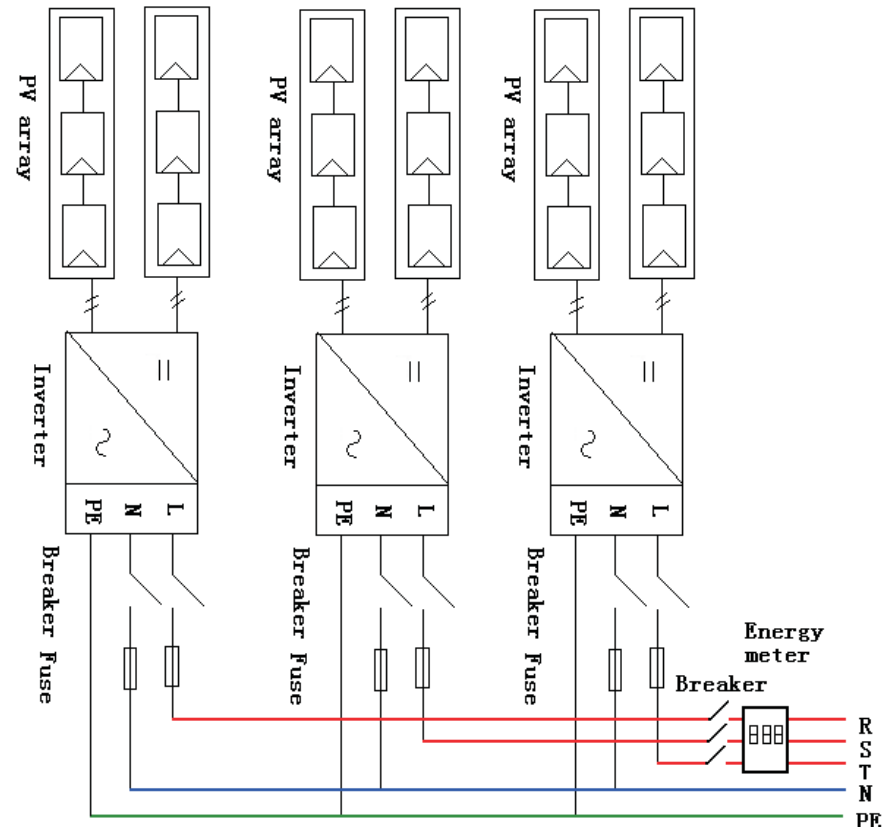 PV array
PV array
PV array
Inverter
Inverter
Inverter
PE N L
PE N L
PE N L
Breaker Fuse
Breaker Fuse
Breaker Fuse
Energy
meter
Breaker
R
S
T
N
PE